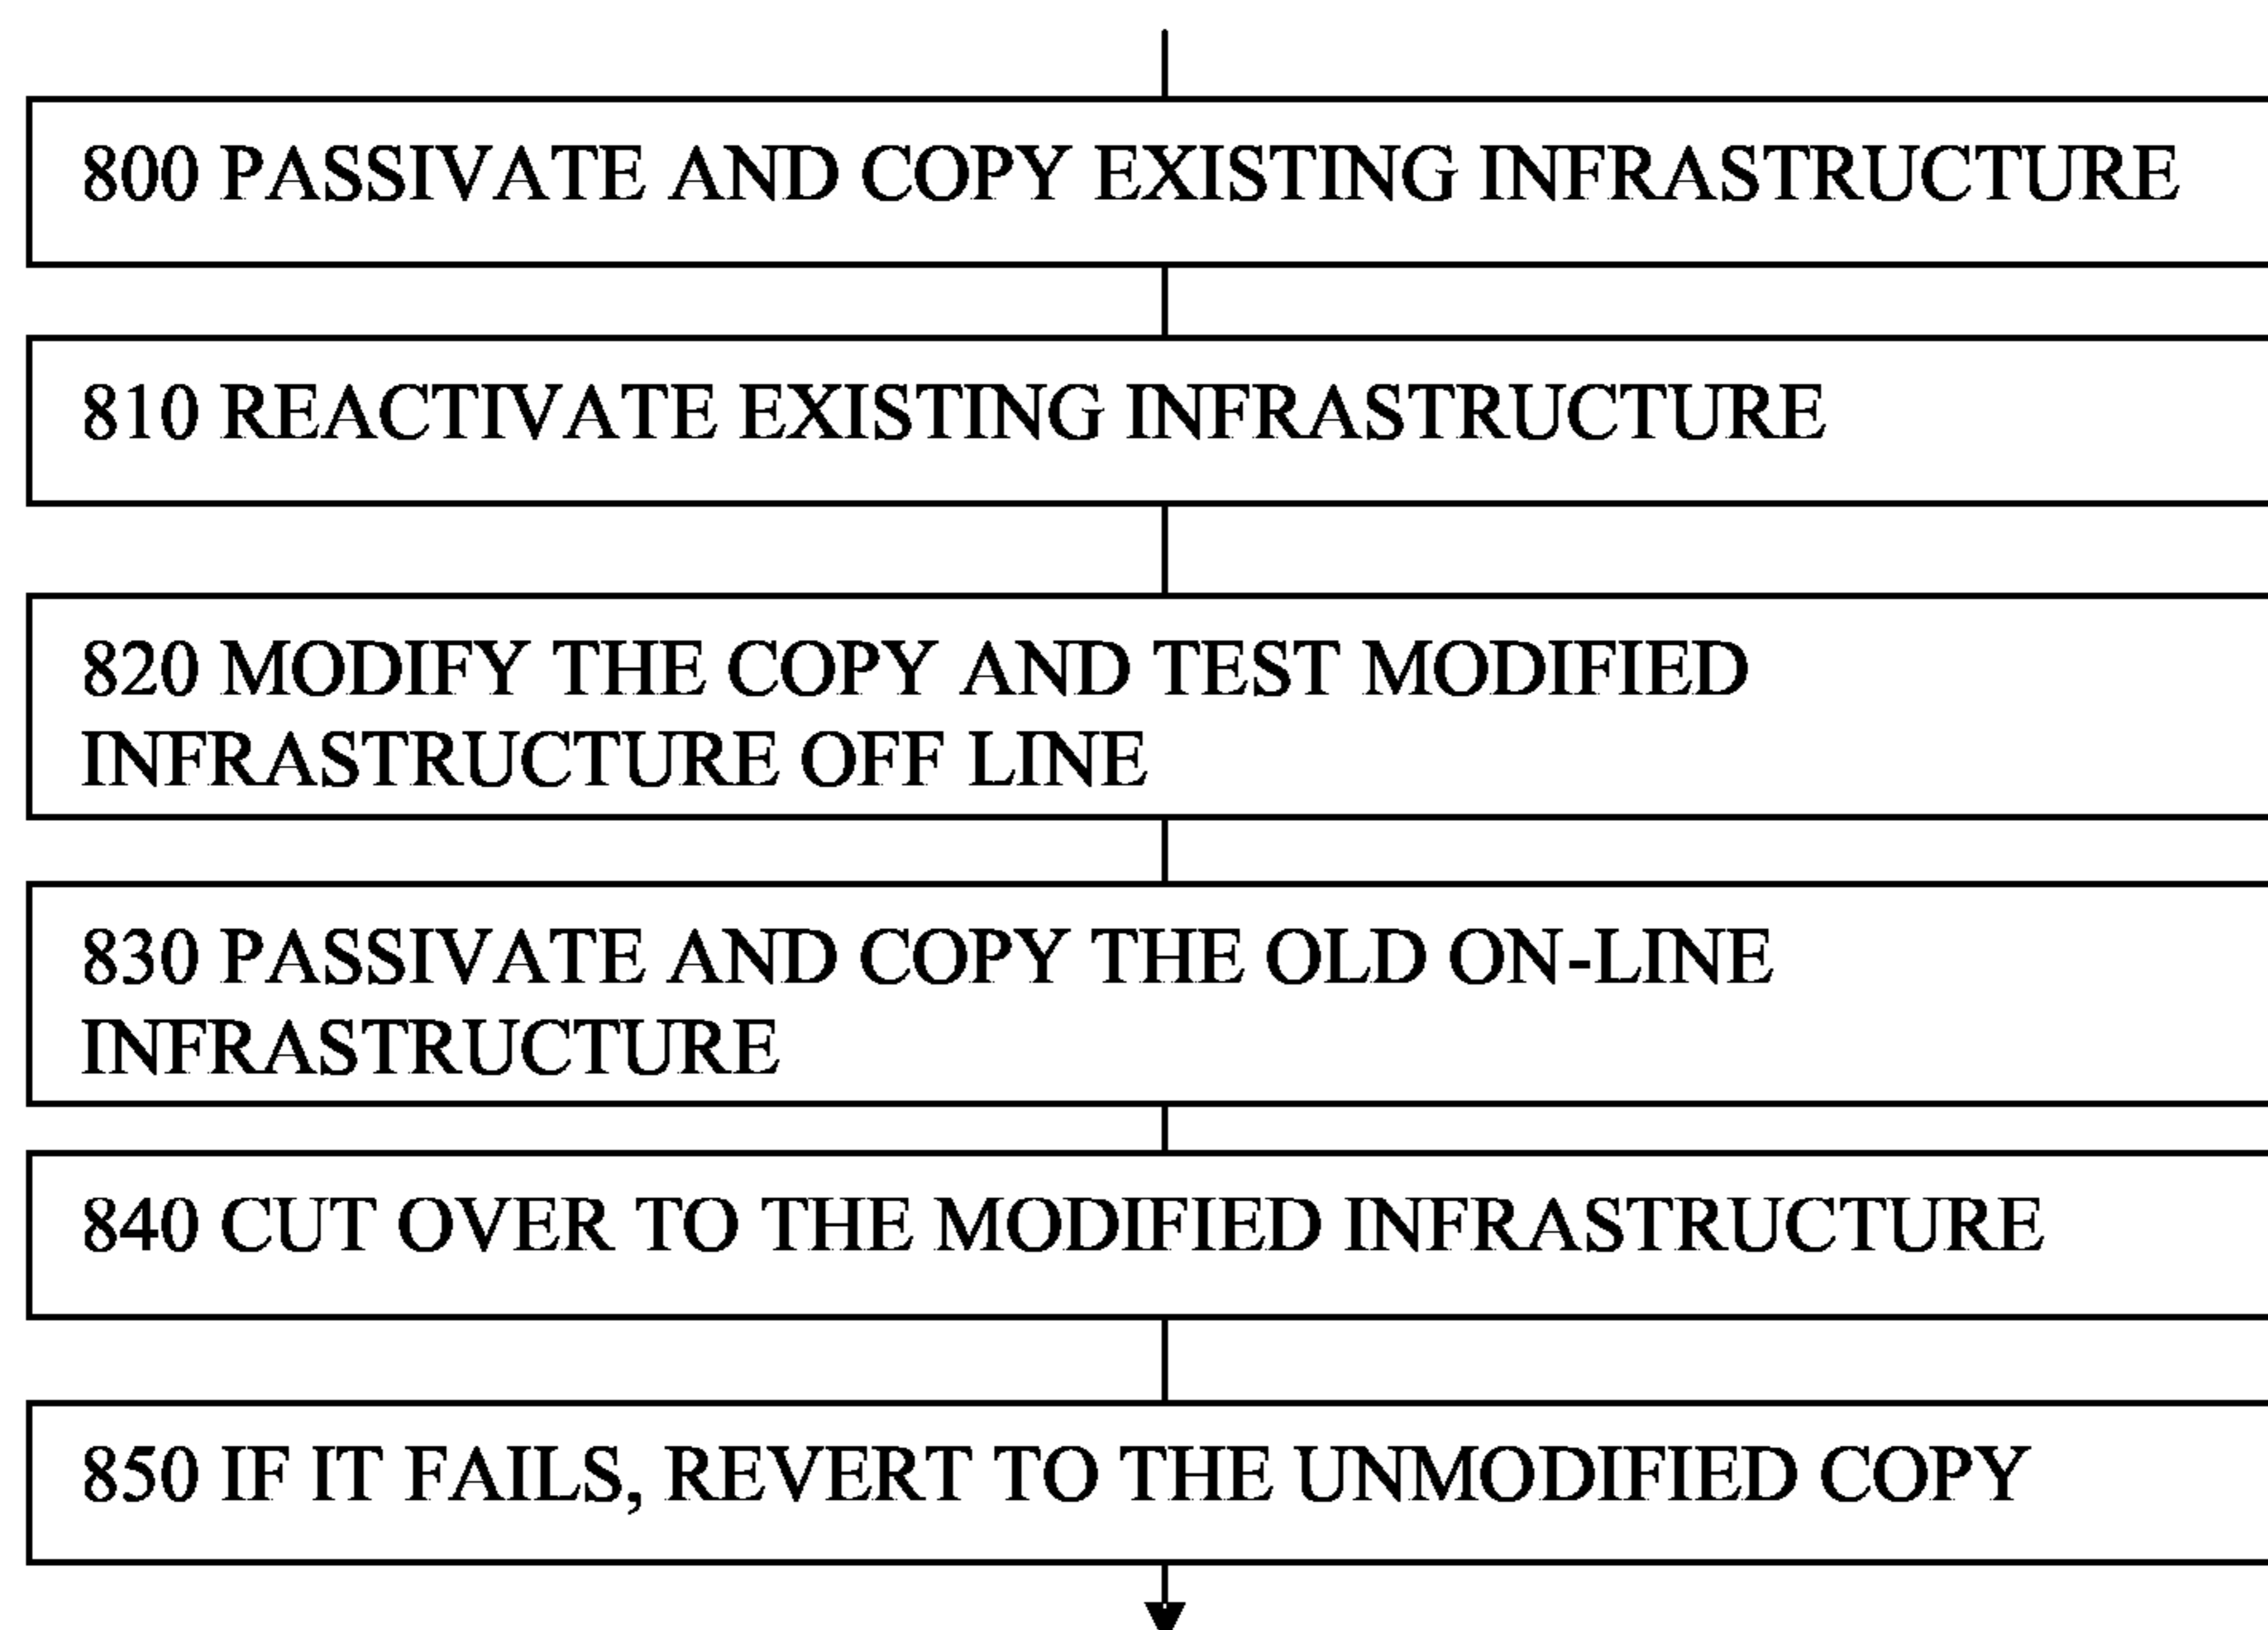 800 PASSIVATE AND COPY EXISTING INFRASTRUCTURE
810 REACTIVATE EXISTING INFRASTRUCTURE
820 MODIFY THE COPY AND TEST MODIFIED
INFRASTRUCTURE OFF LINE
830 PASSIVATE AND COPY THE OLD ON-LINE
INFRASTRUCTURE
840 CUT OVER TO THE MODIFIED INFRASTRUCTURE
850 IF IT FAILS, REVERT TO THE UNMODIFIED COPY